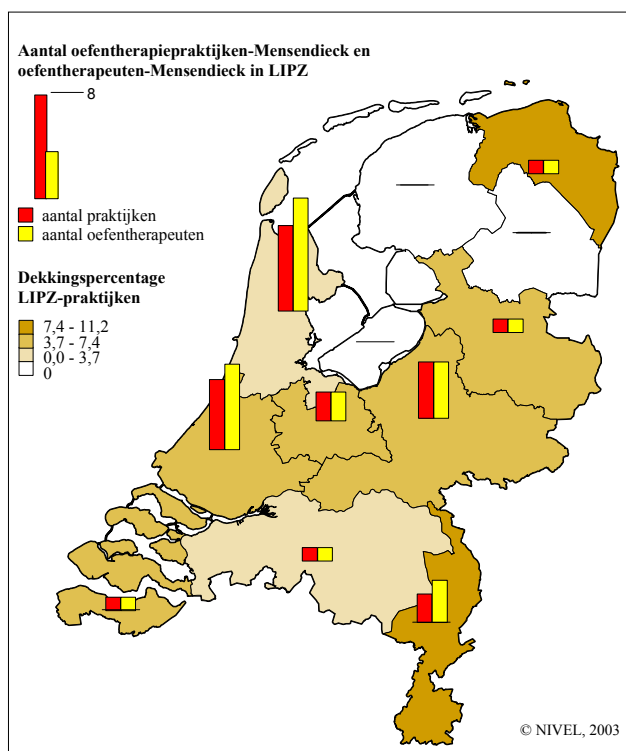 Aantal oefentherapiepraktijken-Mensendieck en
oefentherapeuten-Mensendieck in LIPZ
8
aantal praktijken
aantal oefentherapeuten
Dekkingspercentage
LIPZ-praktijken
7,4 - 11,2
3,7 - 7,4
0,0 - 3,7
0
© NIVEL, 2003